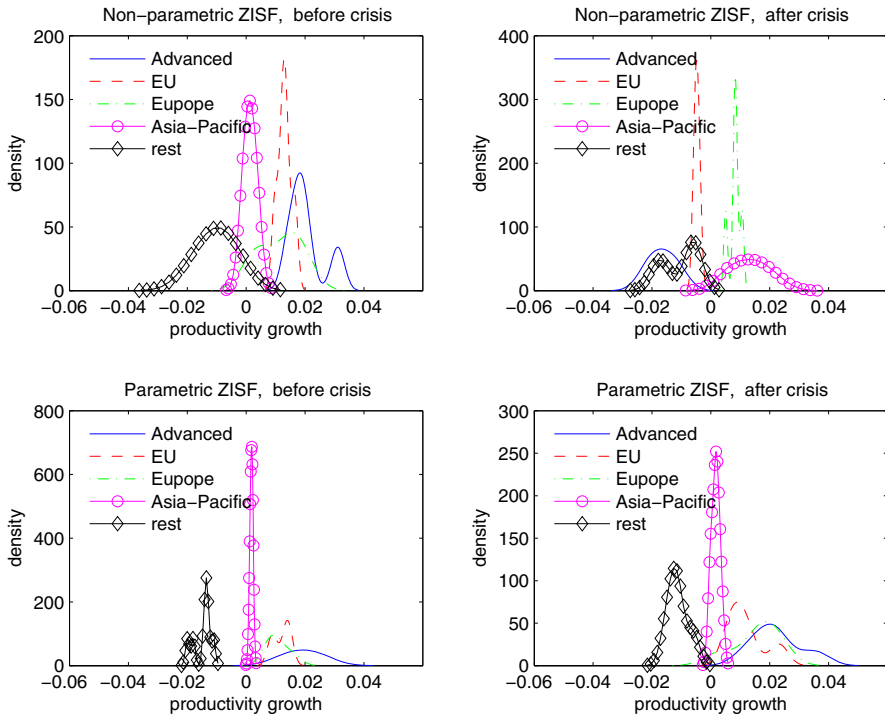 Non-parametric ZISF, before crisis
200
150
100
50
0
density
Advanced
EU
Eupope
Asia-Pacific
rest
-0.06 -0.04 -0.02 0 0.02 0.04
productivity growth
Non-parametric ZISF, after crisis
400
300
200
100
0
density
Advanced
EU
Eupope
Asia-Pacific
rest
-0.06 -0.04 -0.02 0 0.02 0.04
productivity growth
Parametric ZISF, before crisis
800
600
400
200
0
density
Advanced
EU
Eupope
Asia-Pacific
rest
-0.06 -0.04 -0.02 0 0.02 0.04
productivity growth
Parametric ZISF, after crisis
300
250
200
150
100
50
0
density
Advanced
EU
Eupope
Asia-Pacific
rest
-0.06 -0.04 -0.02 0 0.02 0.04
productivity growth